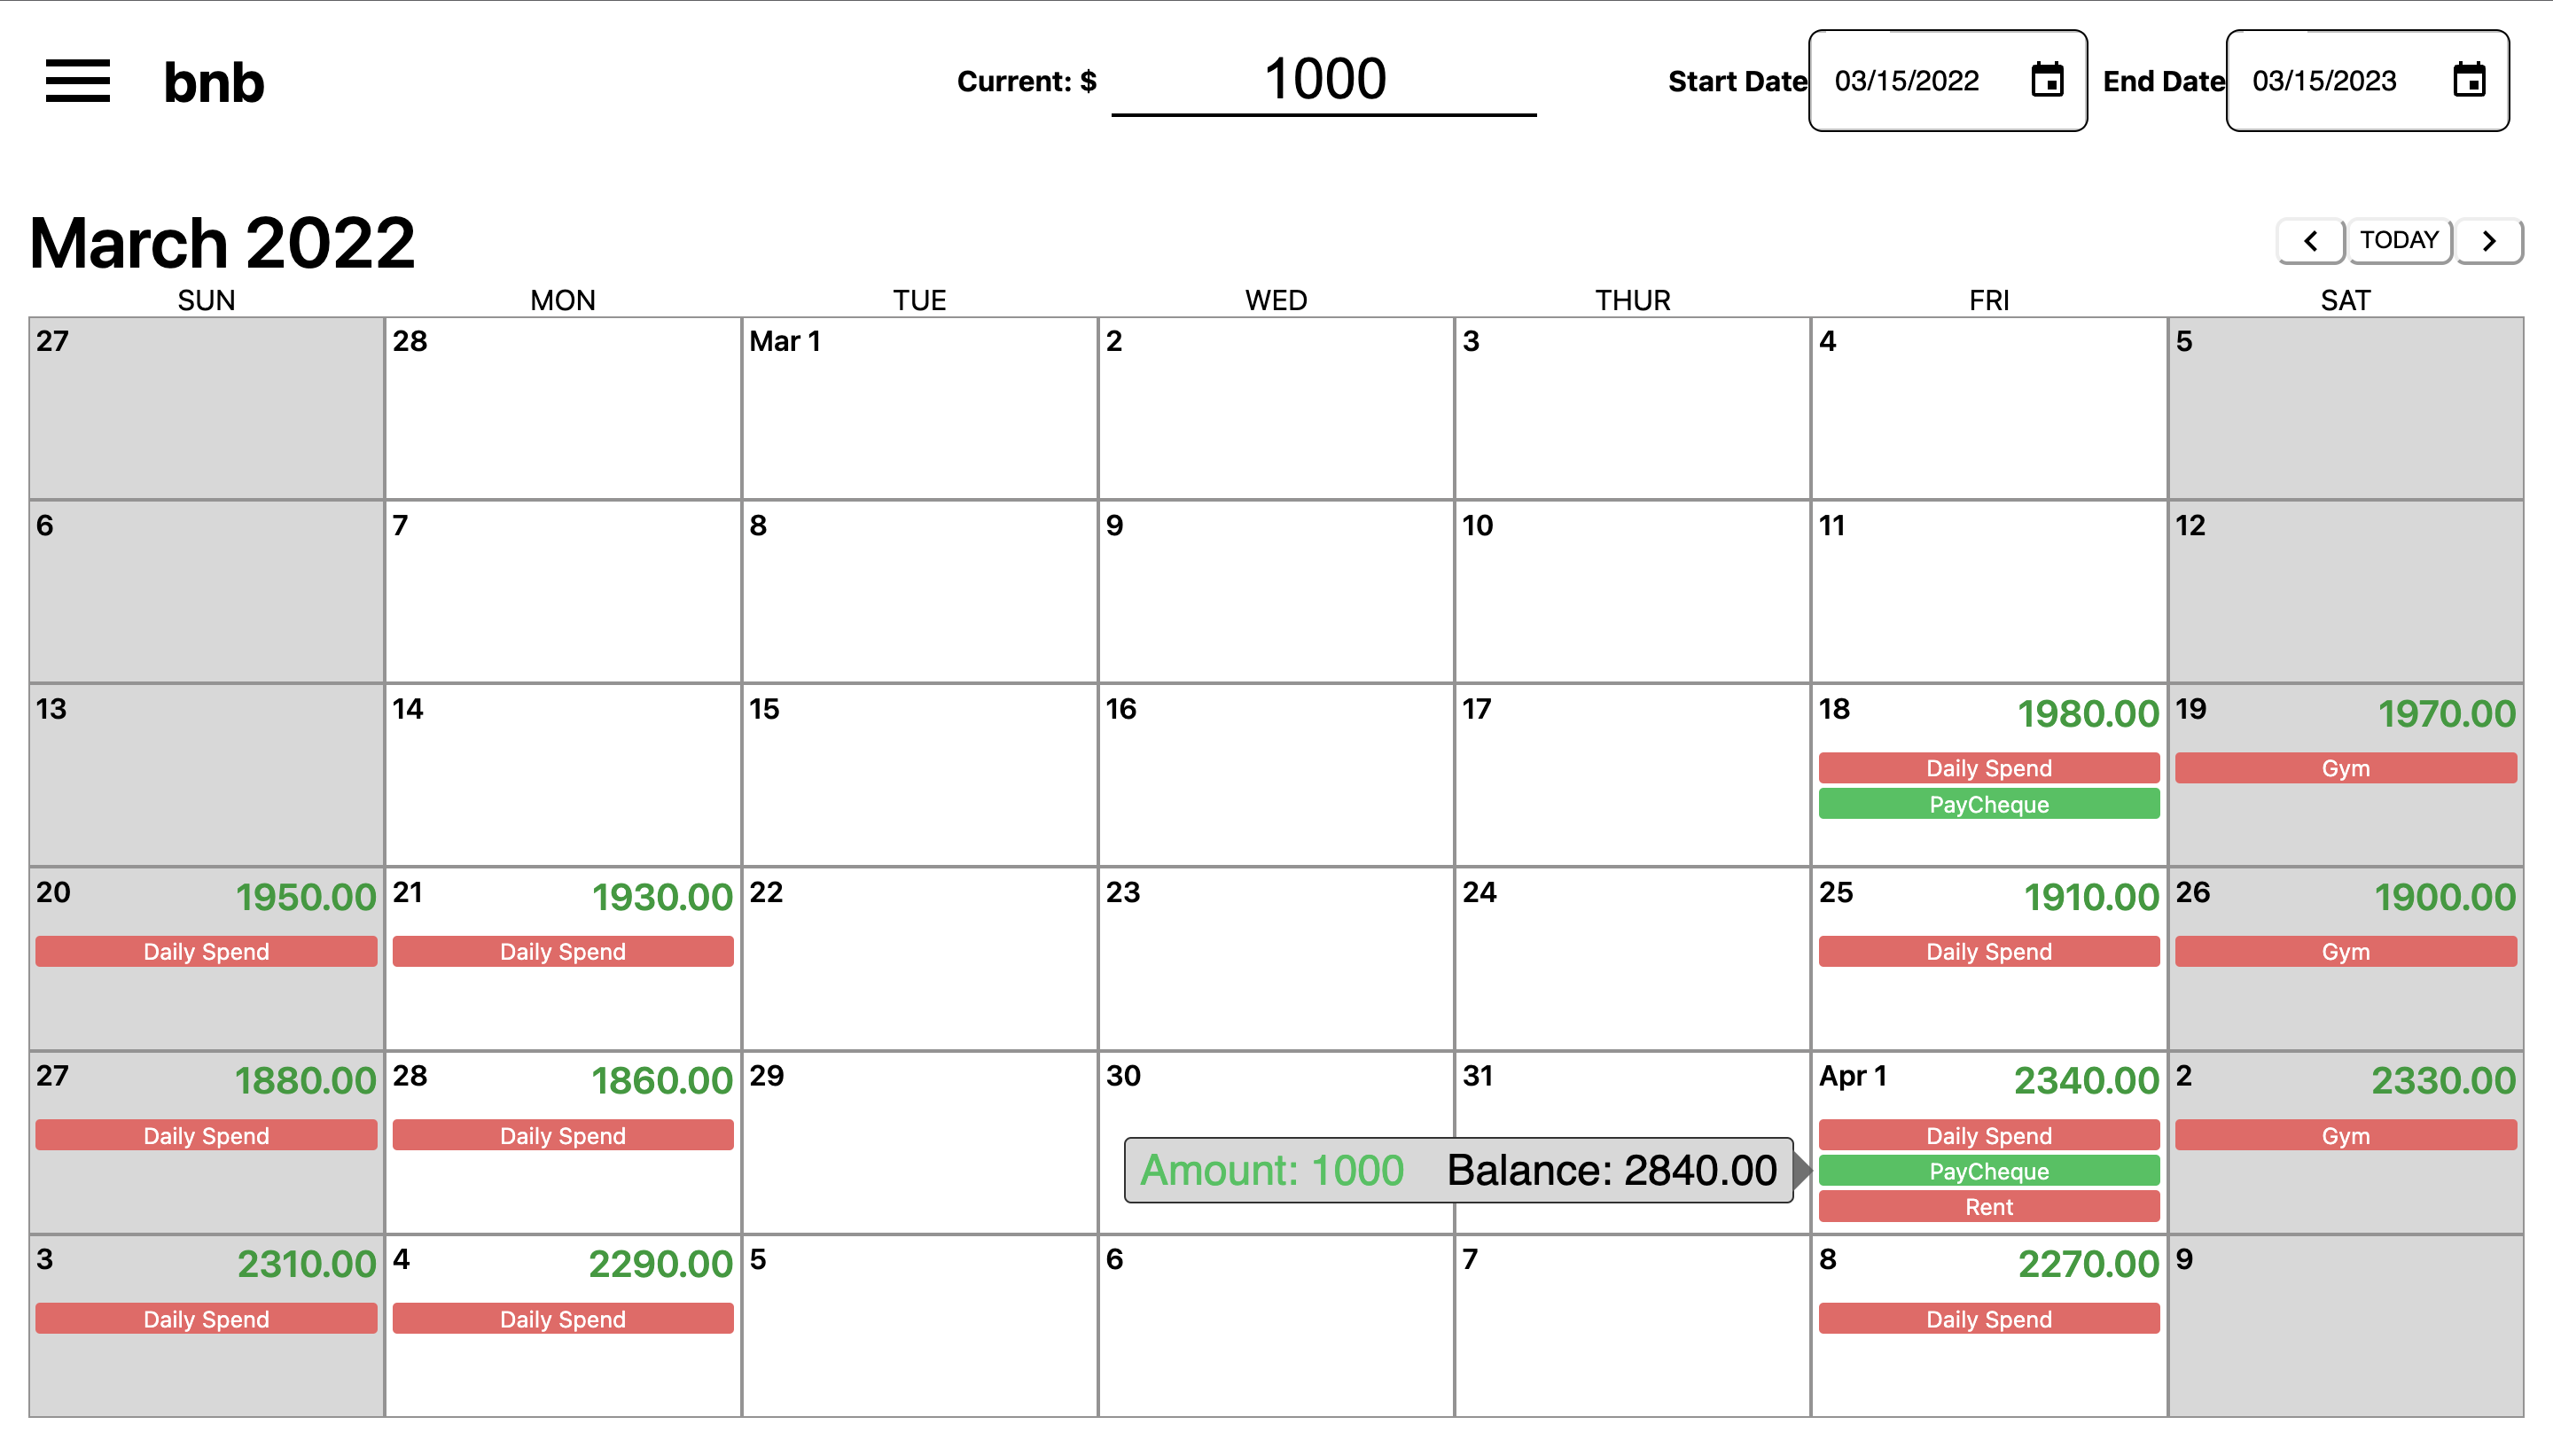 bnb Current: $ 1000 Start Date 03/15/2022 End Date 03/15/2023
March 2022 TODAY
SUN MON TUE WED THUR FRI SAT
27 28 Mar 1 2 3 4 5
6 7 8 9 10 11 12
13 14 15 16 17 18 1980.00 19 1970.00
Daily Spend Gym
PayCheque
20 1950.00 21 1930.00 22 23 24 25 1910.00 26 1900.00
Daily Spend Daily Spend Daily Spend Gym
27 1880.00 28 1860.00 29 30 31 Apr 1 2340.00 2 2330.00
Daily Spend Daily Spend Daily Spend Gym
Amount: 1000 Balance: 2840.00 PayCheque
Rent
3 2310.00 4 2290.00 5 6 7 8 2270.00 9
Daily Spend Daily Spend Daily Spend